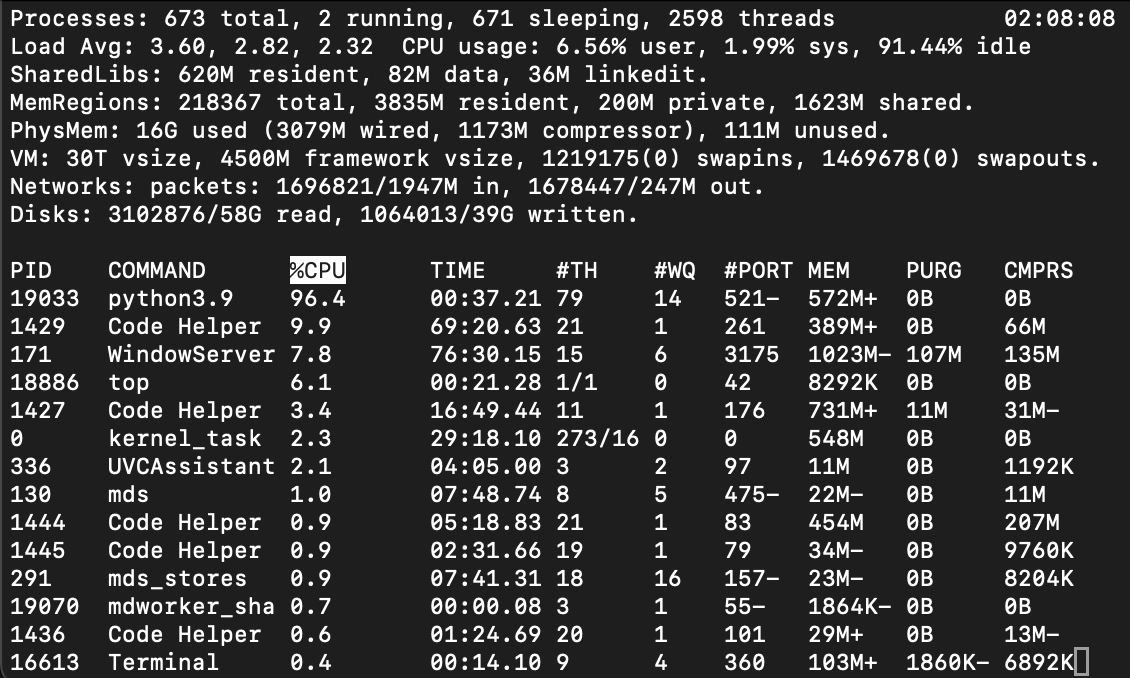 Processes: 673 total, 2 running, 671 sleeping, 2598 threads 02:08:08
Load Avg: 3.60, 2.82, 2.32 CPU usage: 6.56% user, 1.99% sys, 91.44% idle
SharedLibs: 620M resident, 82M data, 36M linkedit.
MemRegions: 218367 total, 3835M resident, 200M private, 1623M shared.
PhysMem: 16G used (3079M wired, 1173M compressor), 111M unused.
VM: 30T vsize, 4500M framework vsize, 1219175(0) swapins, 1469678(0) swapouts.
Networks: packets: 1696821/1947M in, 1678447/247M out.
Disks: 3102876/58G read, 1064013/39G written.
PID COMMAND %CPU TIME #TH #WQ #PORT MEM PURG CMPRS
19033 python3.9 96.4 00:37.21 79 14 521- 572M+ 0B 0B
1429 Code Helper 9.9 69:20.63 21 1 261 389M+ 0B 66M
171 WindowServer 7.8 76:30.15 15 6 3175 1023M- 107M 135M
18886 top 6.1 00:21.28 1/1 0 42 8292K 0B 0B
1427 Code Helper 3.4 16:49.44 11 1 176 731M+ 11M 31M-
0 kernel_task 2.3 29:18.10 273/16 0 0 548M 0B 0B
336 UVCAssistant 2.1 04:05.00 3 2 97 11M 0B 1192K
130 mds 1.0 07:48.74 8 5 475- 22M- 0B 11M
1444 Code Helper 0.9 05:18.83 21 1 83 454M 0B 207M
1445 Code Helper 0.9 02:31.66 19 1 79 34M- 0B 9760K
291 mds_stores 0.9 07:41.31 18 16 157- 23M- 0B 8204K
19070 mdworker_sha 0.7 00:00.08 3 1 55- 1864K- 0B 0B
1436 Code Helper 0.6 01:24.69 20 1 101 29M+ 0B 13M-
16613 Terminal 0.4 00:14.10 9 4 360 103M+ 1860K- 6892K